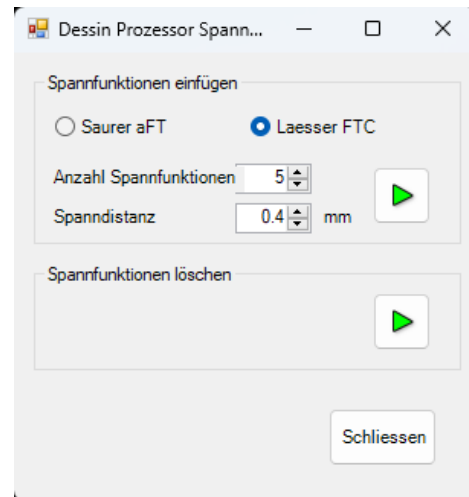 Dessin Prozessor Spann...
Spannfunktionen einfügen
Saurer aFT Laesser FTC
Anzahl Spannfunktionen 5
Spanndistanz 0.4 mm
Spannfunktionen löschen
Schliessen